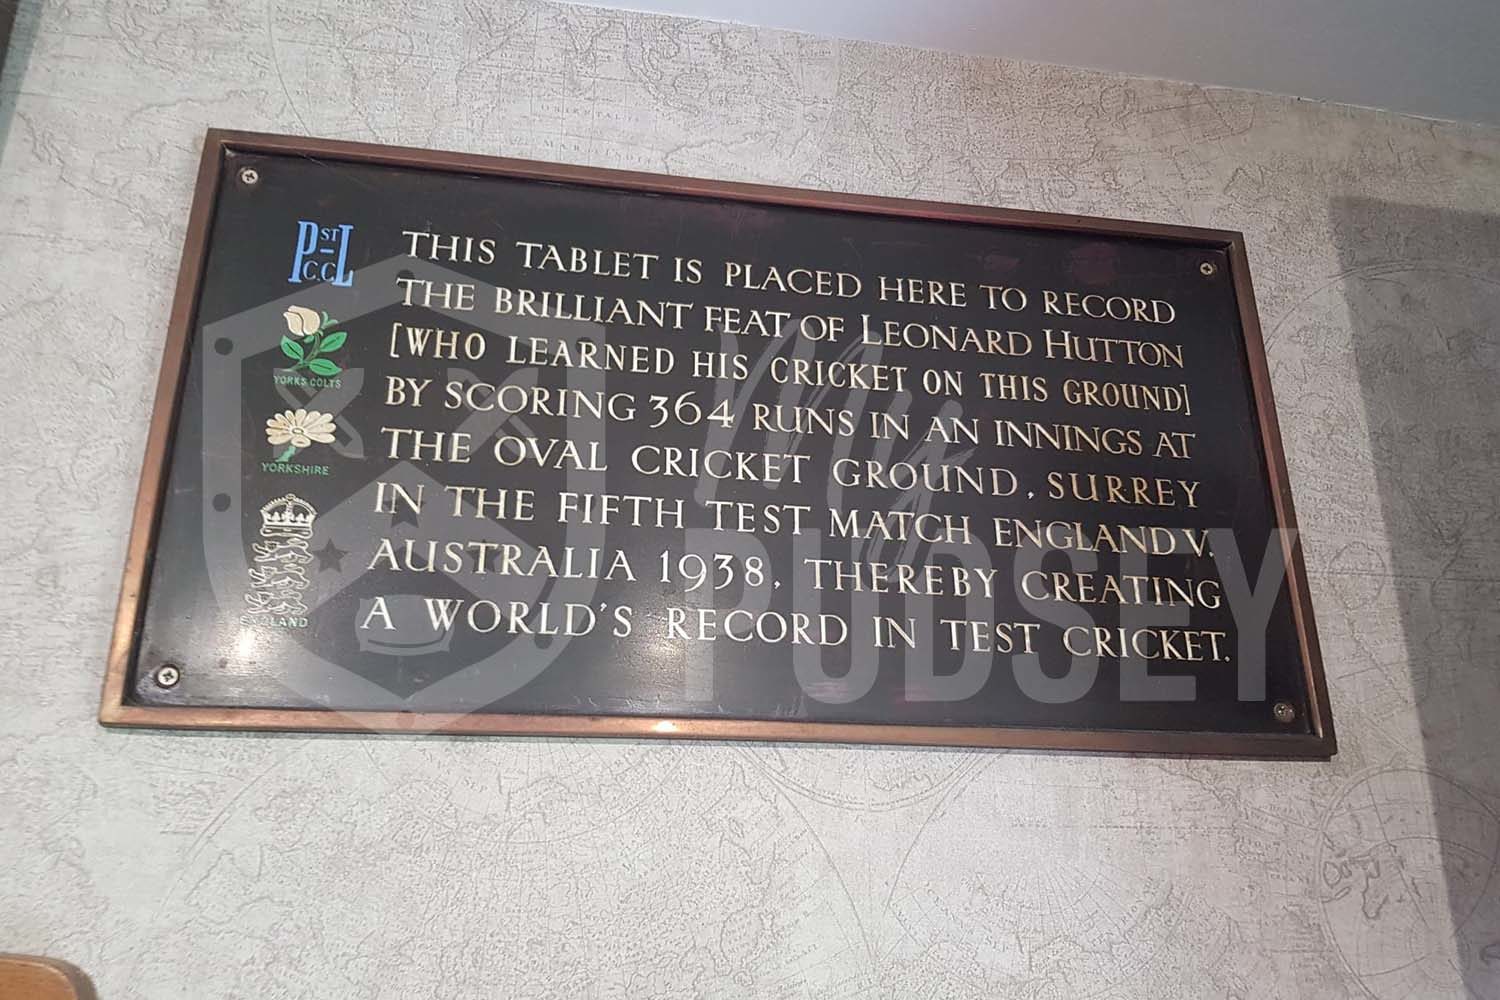 PST L
C.C.
YORKS COLTS
YORKSHIRE
THIS TABLET IS PLACED HERE TO RECORD
THE BRILLIANT FEAT OF LEONARD HUTTON
[WHO LEARNED HIS CRICKET ON THIS GROUND]
BY SCORING 364 RUNS IN AN INNINGS AT
THE OVAL CRICKET GROUND, SURREY
IN THE FIFTH TEST MATCH ENGLAND V.
AUSTRALIA 1938, THEREBY CREATING
A WORLD'S RECORD IN TEST CRICKET.
My
PUDSEY